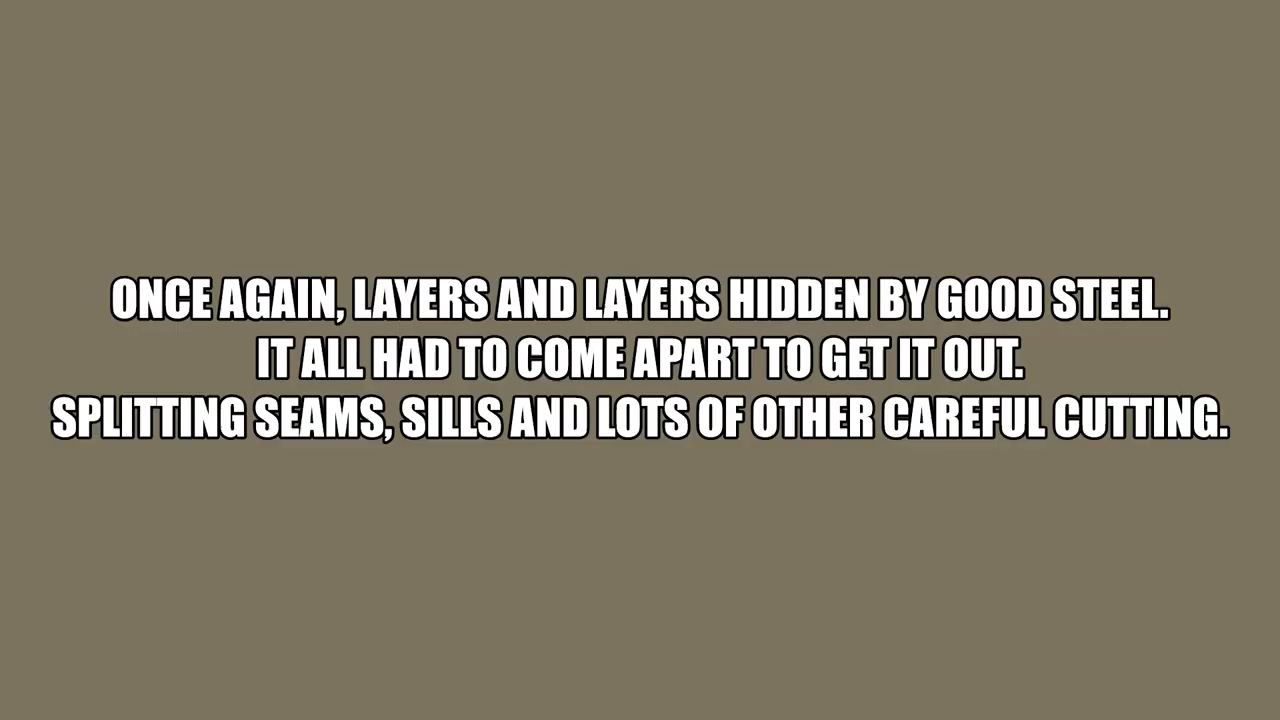 ONCE AGAIN, LAYERS AND LAYERS HIDDEN BY GOOD STEEL.
IT ALL HAD TO COME APART TO GET IT OUT.
SPLITTING SEAMS, SILLS AND LOTS OF OTHER CAREFUL CUTTING.